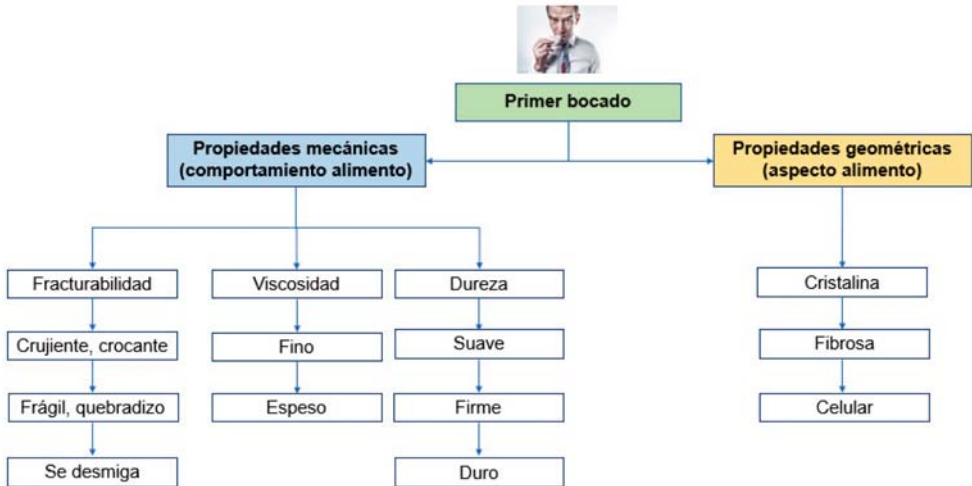 Primer bocado
Propiedades mecánicas
(comportamiento alimento)
Propiedades geométricas
(aspecto alimento)
Fracturabilidad
Viscosidad
Dureza
Cristalina
Crujiente, crocante
Fino
Suave
Fibrosa
Frágil, quebradizo
Espeso
Firme
Celular
Se desmiga
Duro